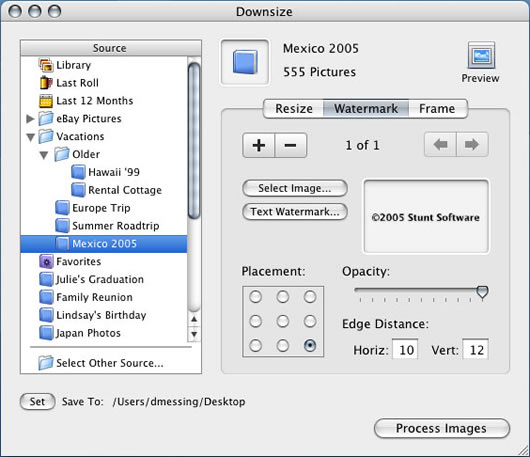 Downsize
Source
Library
Last Roll
Last 12 Months
eBay Pictures
Vacations
Older
Hawaii '99
Rental Cottage
Europe Trip
Summer Roadtrip
Mexico 2005
Favorites
Julie's Graduation
Family Reunion
Lindsay's Birthday
Japan Photos
Select Other Source...
Mexico 2005
555 Pictures
Preview
Resize Watermark Frame
+ − 1 of 1
Select Image...
Text Watermark...
©2005 Stunt Software
Placement:
Opacity:
Edge Distance:
Horiz: 10 Vert: 12
Set Save To: /Users/dmessing/Desktop
Process Images